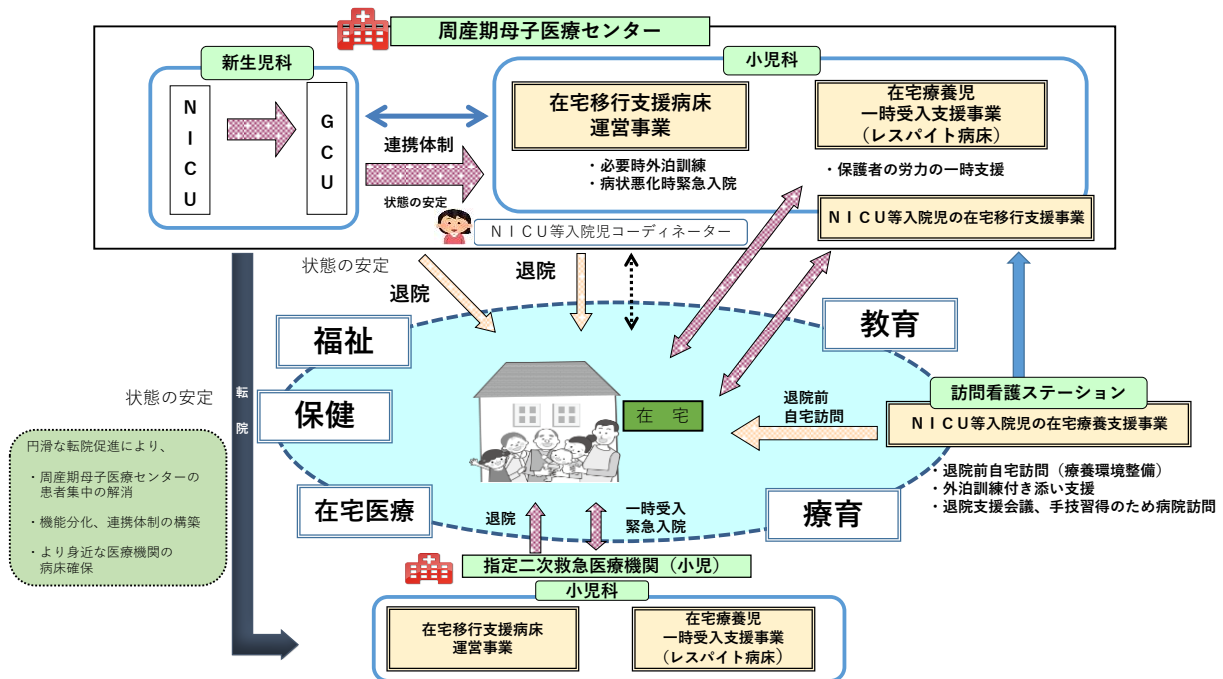 周産期母子医療センター
新生児科
ＮＩＣＵ
ＧＣＵ
連携体制
状態の安定
小児科
在宅移行支援病床
運営事業
・必要時外泊訓練
・病状悪化時緊急入院
在宅療養児
一時受入支援事業
（レスパイト病床）
・保護者の労力の一時支援
ＮＩＣＵ等入院児の在宅移行支援事業
ＮＩＣＵ等入院児コーディネーター
状態の安定
退院
退院
福祉
教育
保健
在宅医療
療育
在　宅
退院前
自宅訪問
訪問看護ステーション
ＮＩＣＵ等入院児の在宅療養支援事業
・退院前自宅訪問（療養環境整備）
・外泊訓練付き添い支援
・退院支援会議、手技習得のため病院訪問
状態の安定
転院
円滑な転院促進により、
・周産期母子医療センターの
患者集中の解消
・機能分化、連携体制の構築
・より身近な医療機関の
病床確保
退院
一時受入
緊急入院
指定二次救急医療機関（小児）
小児科
在宅移行支援病床
運営事業
在宅療養児
一時受入支援事業
（レスパイト病床）